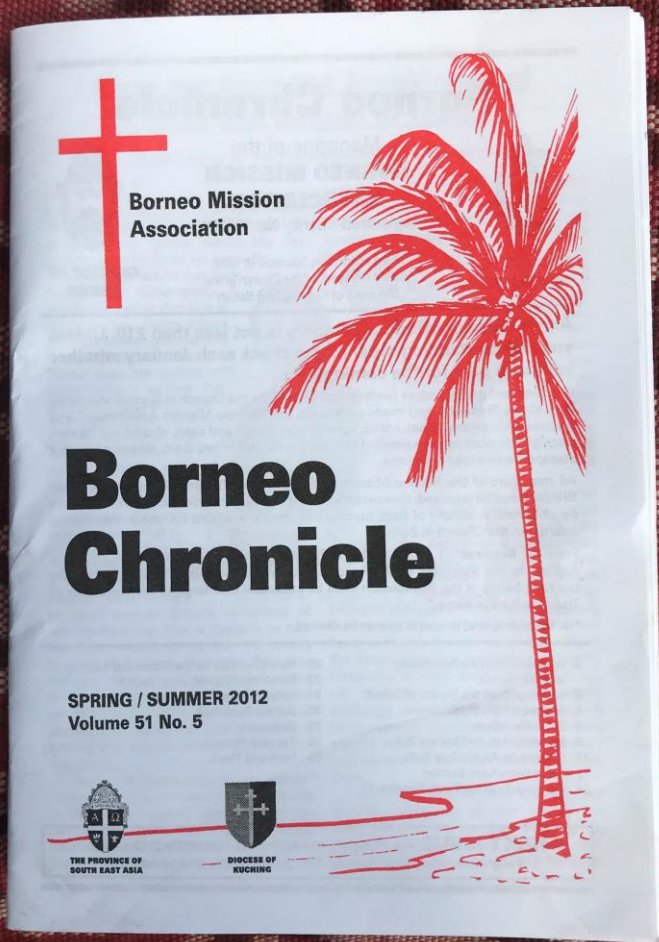 Borneo Mission
Association
Borneo
Chronicle
SPRING / SUMMER 2012
Volume 51 No. 5
Α Ω
THE PROVINCE OF
SOUTH EAST ASIA
DIOCESE OF
KUCHING